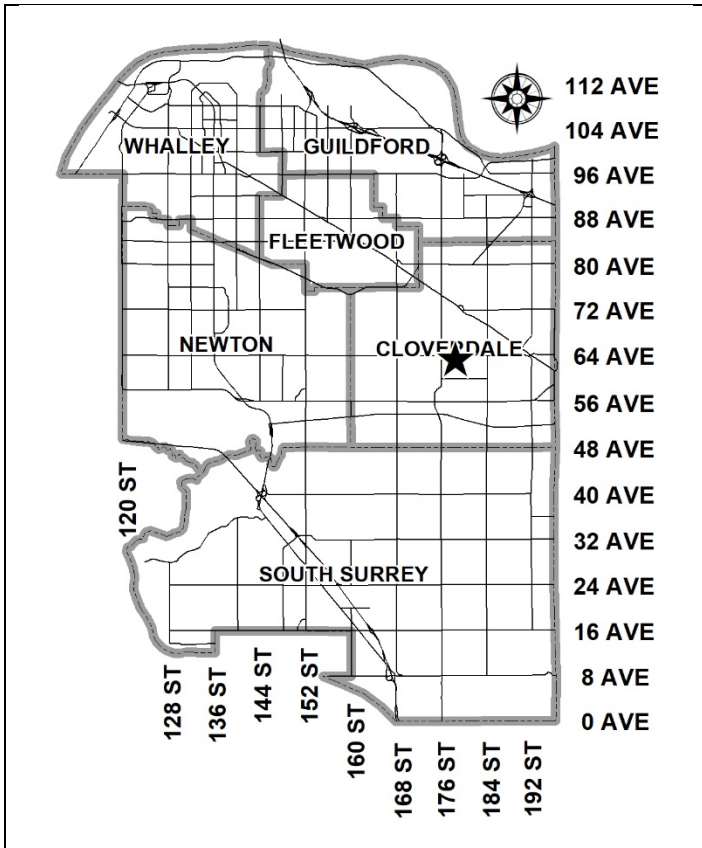 112 AVE
104 AVE
WHALLEY
GUILDFORD
96 AVE
88 AVE
FLEETWOOD
80 AVE
72 AVE
NEWTON
CLOVERDALE
64 AVE
56 AVE
48 AVE
120 ST
40 AVE
32 AVE
SOUTH SURREY
24 AVE
16 AVE
8 AVE
0 AVE
128 ST
136 ST
144 ST
152 ST
160 ST
168 ST
176 ST
184 ST
192 ST